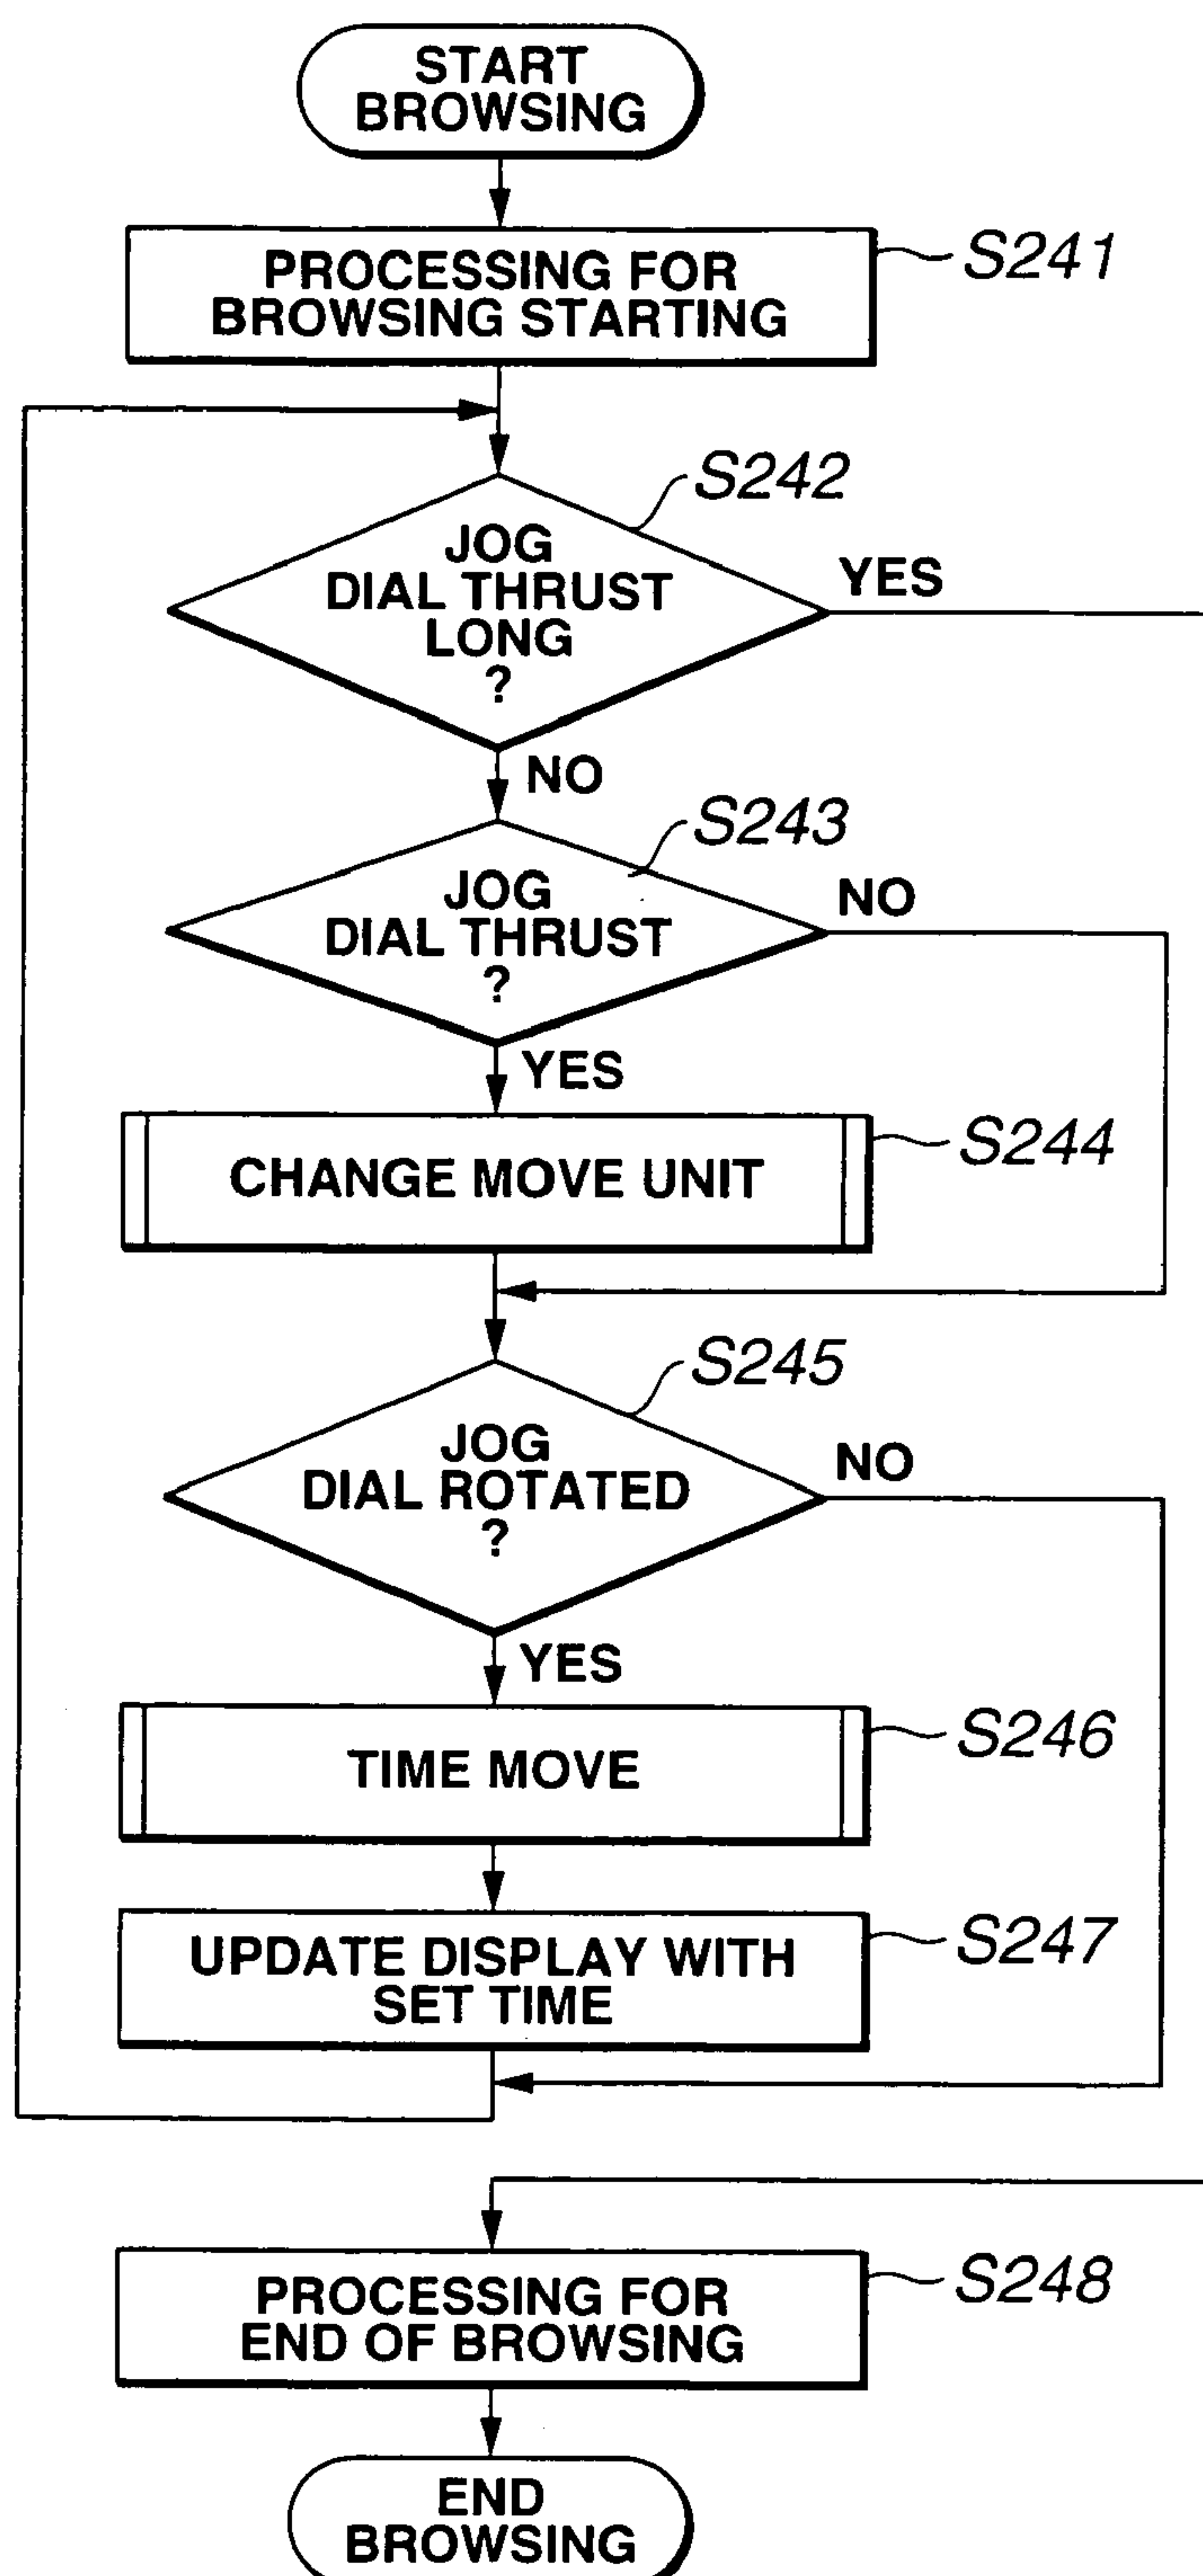 START
BROWSING
PROCESSING FOR
BROWSING STARTING
S241
S242
JOG
DIAL THRUST
LONG
?
YES
NO
S243
JOG
DIAL THRUST
?
NO
YES
CHANGE MOVE UNIT
S244
S245
JOG
DIAL ROTATED
?
NO
YES
TIME MOVE
S246
UPDATE DISPLAY WITH
SET TIME
S247
PROCESSING FOR
END OF BROWSING
S248
END
BROWSING